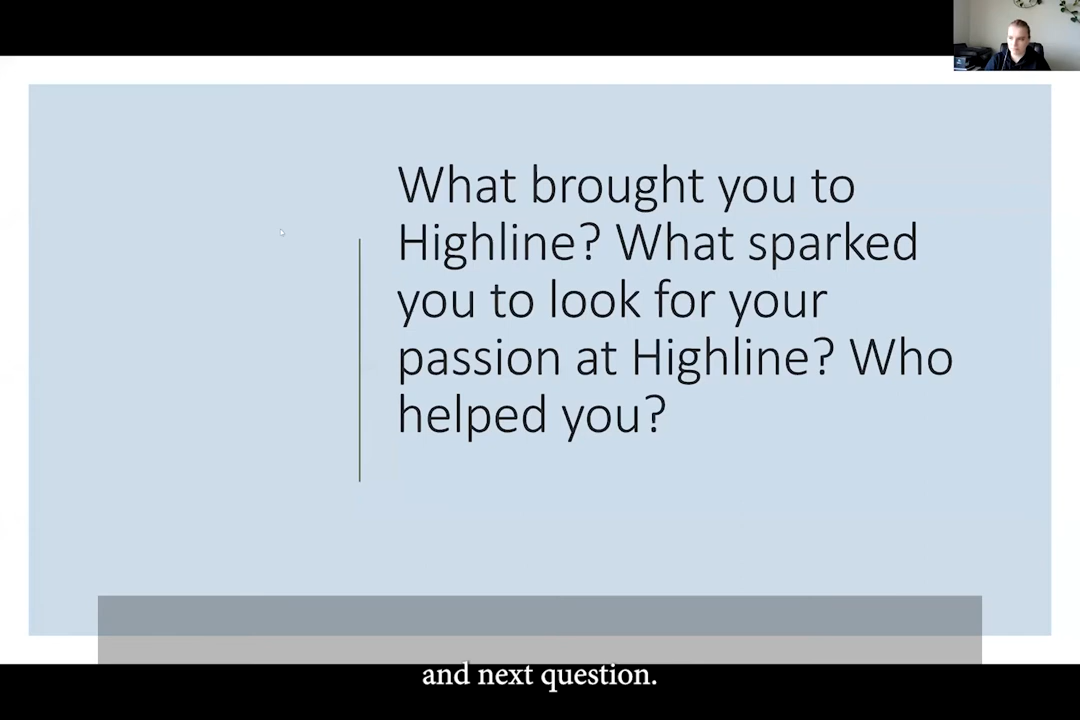 What brought you to
Highline? What sparked
you to look for your
passion at Highline? Who
helped you?
and next question.